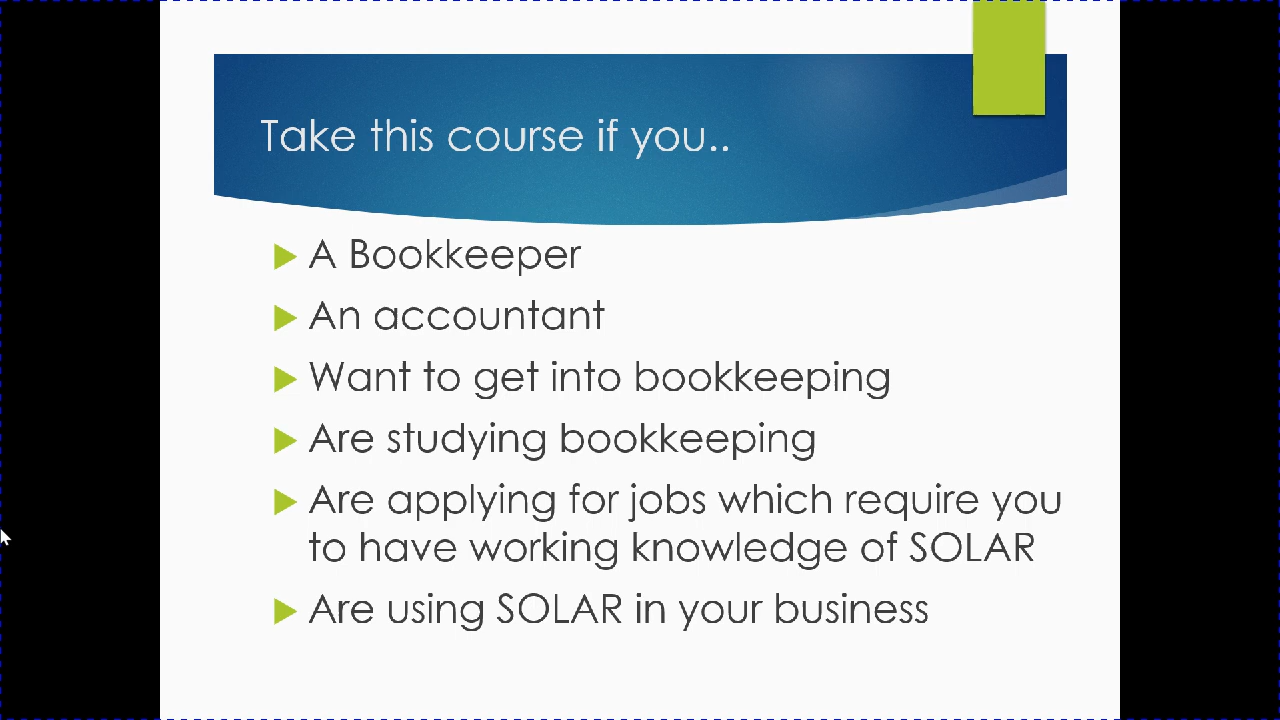 Take this course if you..
A Bookkeeper
An accountant
Want to get into bookkeeping
Are studying bookkeeping
Are applying for jobs which require you
to have working knowledge of SOLAR
Are using SOLAR in your business